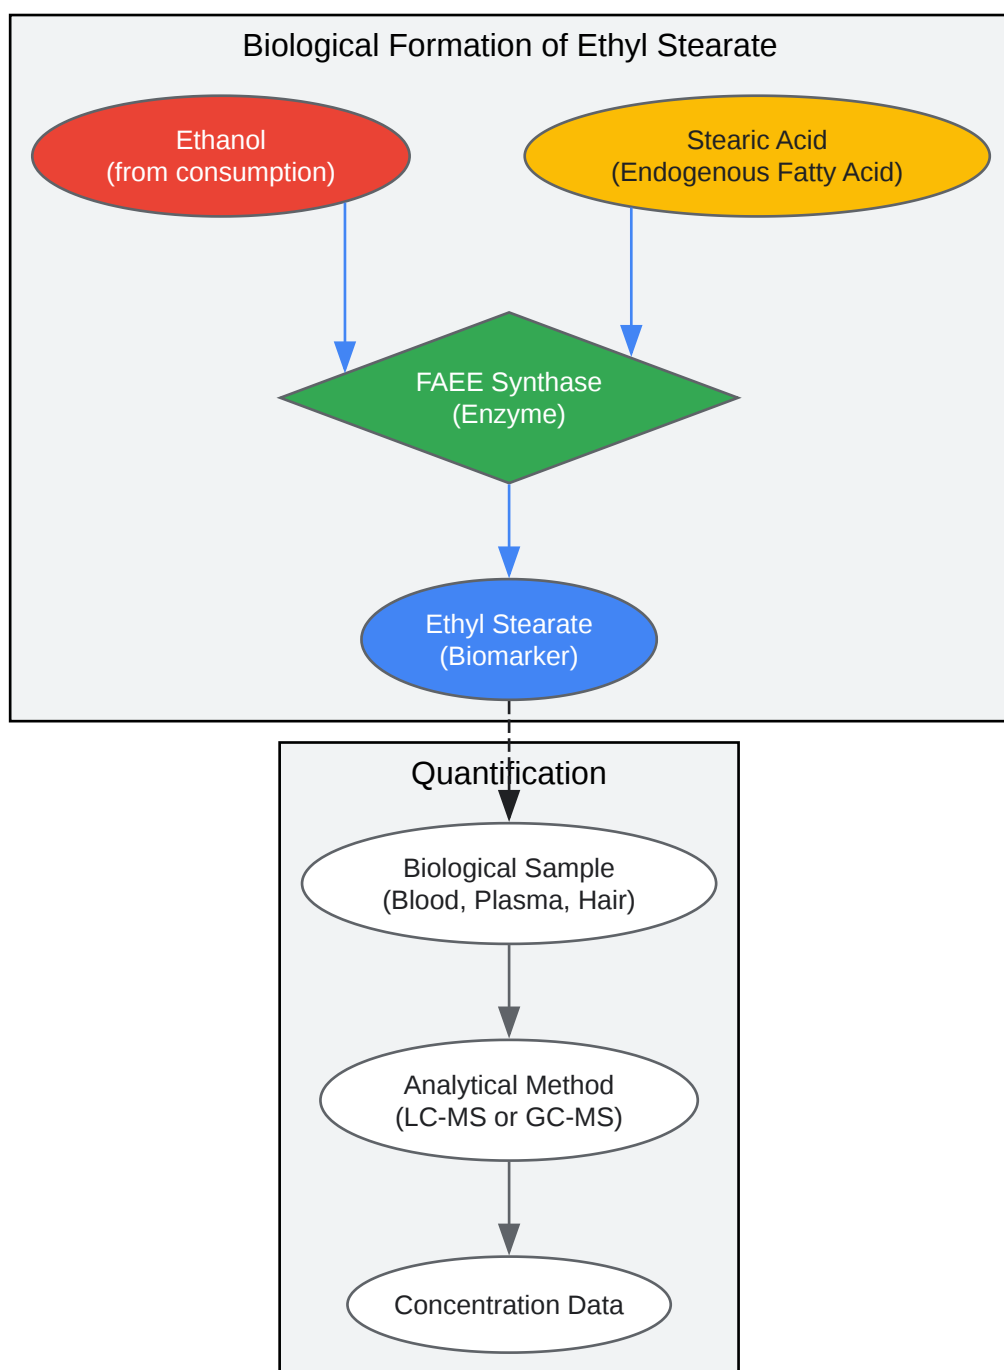 Biological Formation of Ethyl Stearate
Ethanol
(from consumption)
Stearic Acid
(Endogenous Fatty Acid)
FAEE Synthase
(Enzyme)
Ethyl Stearate
(Biomarker)
Quantification
Biological Sample
(Blood, Plasma, Hair)
Analytical Method
(LC-MS or GC-MS)
Concentration Data